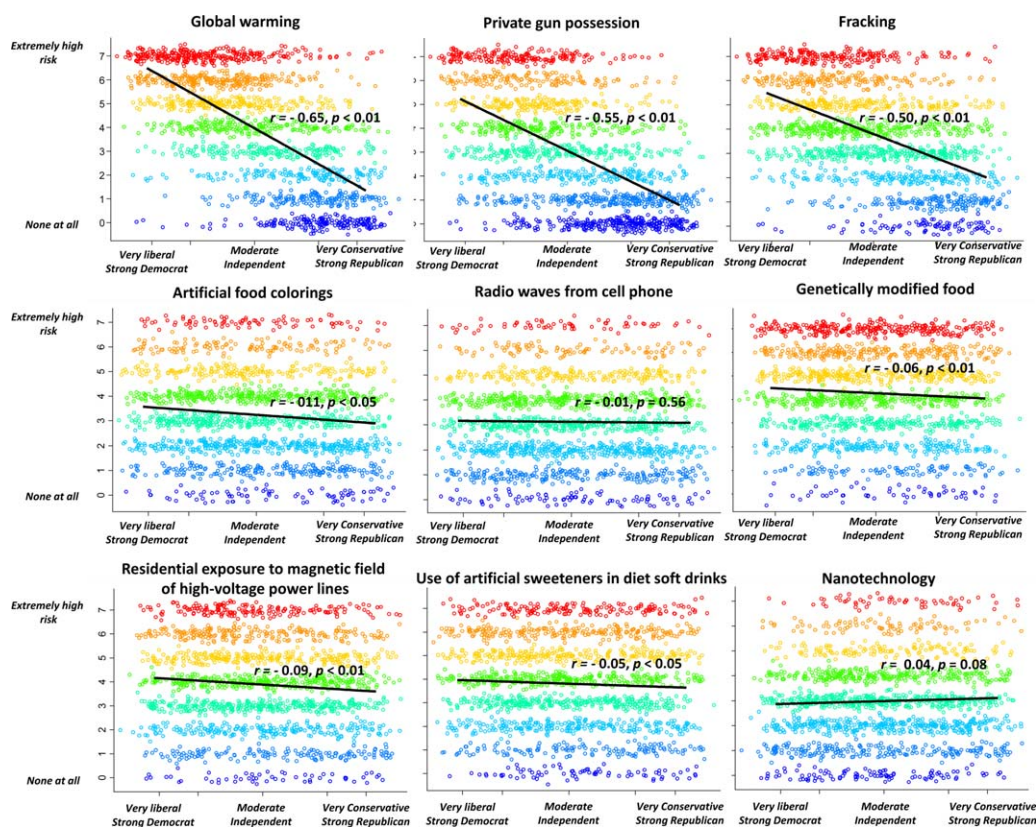 Global warming
Private gun possession
Fracking
Extremely high
risk
7
6
5
4
3
2
1
0
None at all
r = - 0.65, p < 0.01
r = - 0.55, p < 0.01
r = - 0.50, p < 0.01
Very liberal
Strong Democrat
Moderate
Independent
Very Conservative
Strong Republican
Very liberal
Strong Democrat
Moderate
Independent
Very Conservative
Strong Republican
Very liberal
Strong Democrat
Moderate
Independent
Very Conservative
Strong Republican
Artificial food colorings
Radio waves from cell phone
Genetically modified food
Extremely high
risk
7
6
5
4
3
2
1
0
None at all
r = - 011, p < 0.05
r = - 0.01, p = 0.56
r = - 0.06, p < 0.01
Very liberal
Strong Democrat
Moderate
Independent
Very Conservative
Strong Republican
Very liberal
Strong Democrat
Moderate
Independent
Very Conservative
Strong Republican
Very liberal
Strong Democrat
Moderate
Independent
Very Conservative
Strong Republican
Residential exposure to magnetic field
of high-voltage power lines
Use of artificial sweeteners in diet soft drinks
Nanotechnology
Extremely high
risk
7
6
5
4
3
2
1
0
None at all
r = - 0.09, p < 0.01
r = - 0.05, p < 0.05
r = 0.04, p = 0.08
Very liberal
Strong Democrat
Moderate
Independent
Very Conservative
Strong Republican
Very liberal
Strong Democrat
Moderate
Independent
Very Conservative
Strong Republican
Very liberal
Strong Democrat
Moderate
Independent
Very Conservative
Strong Republican